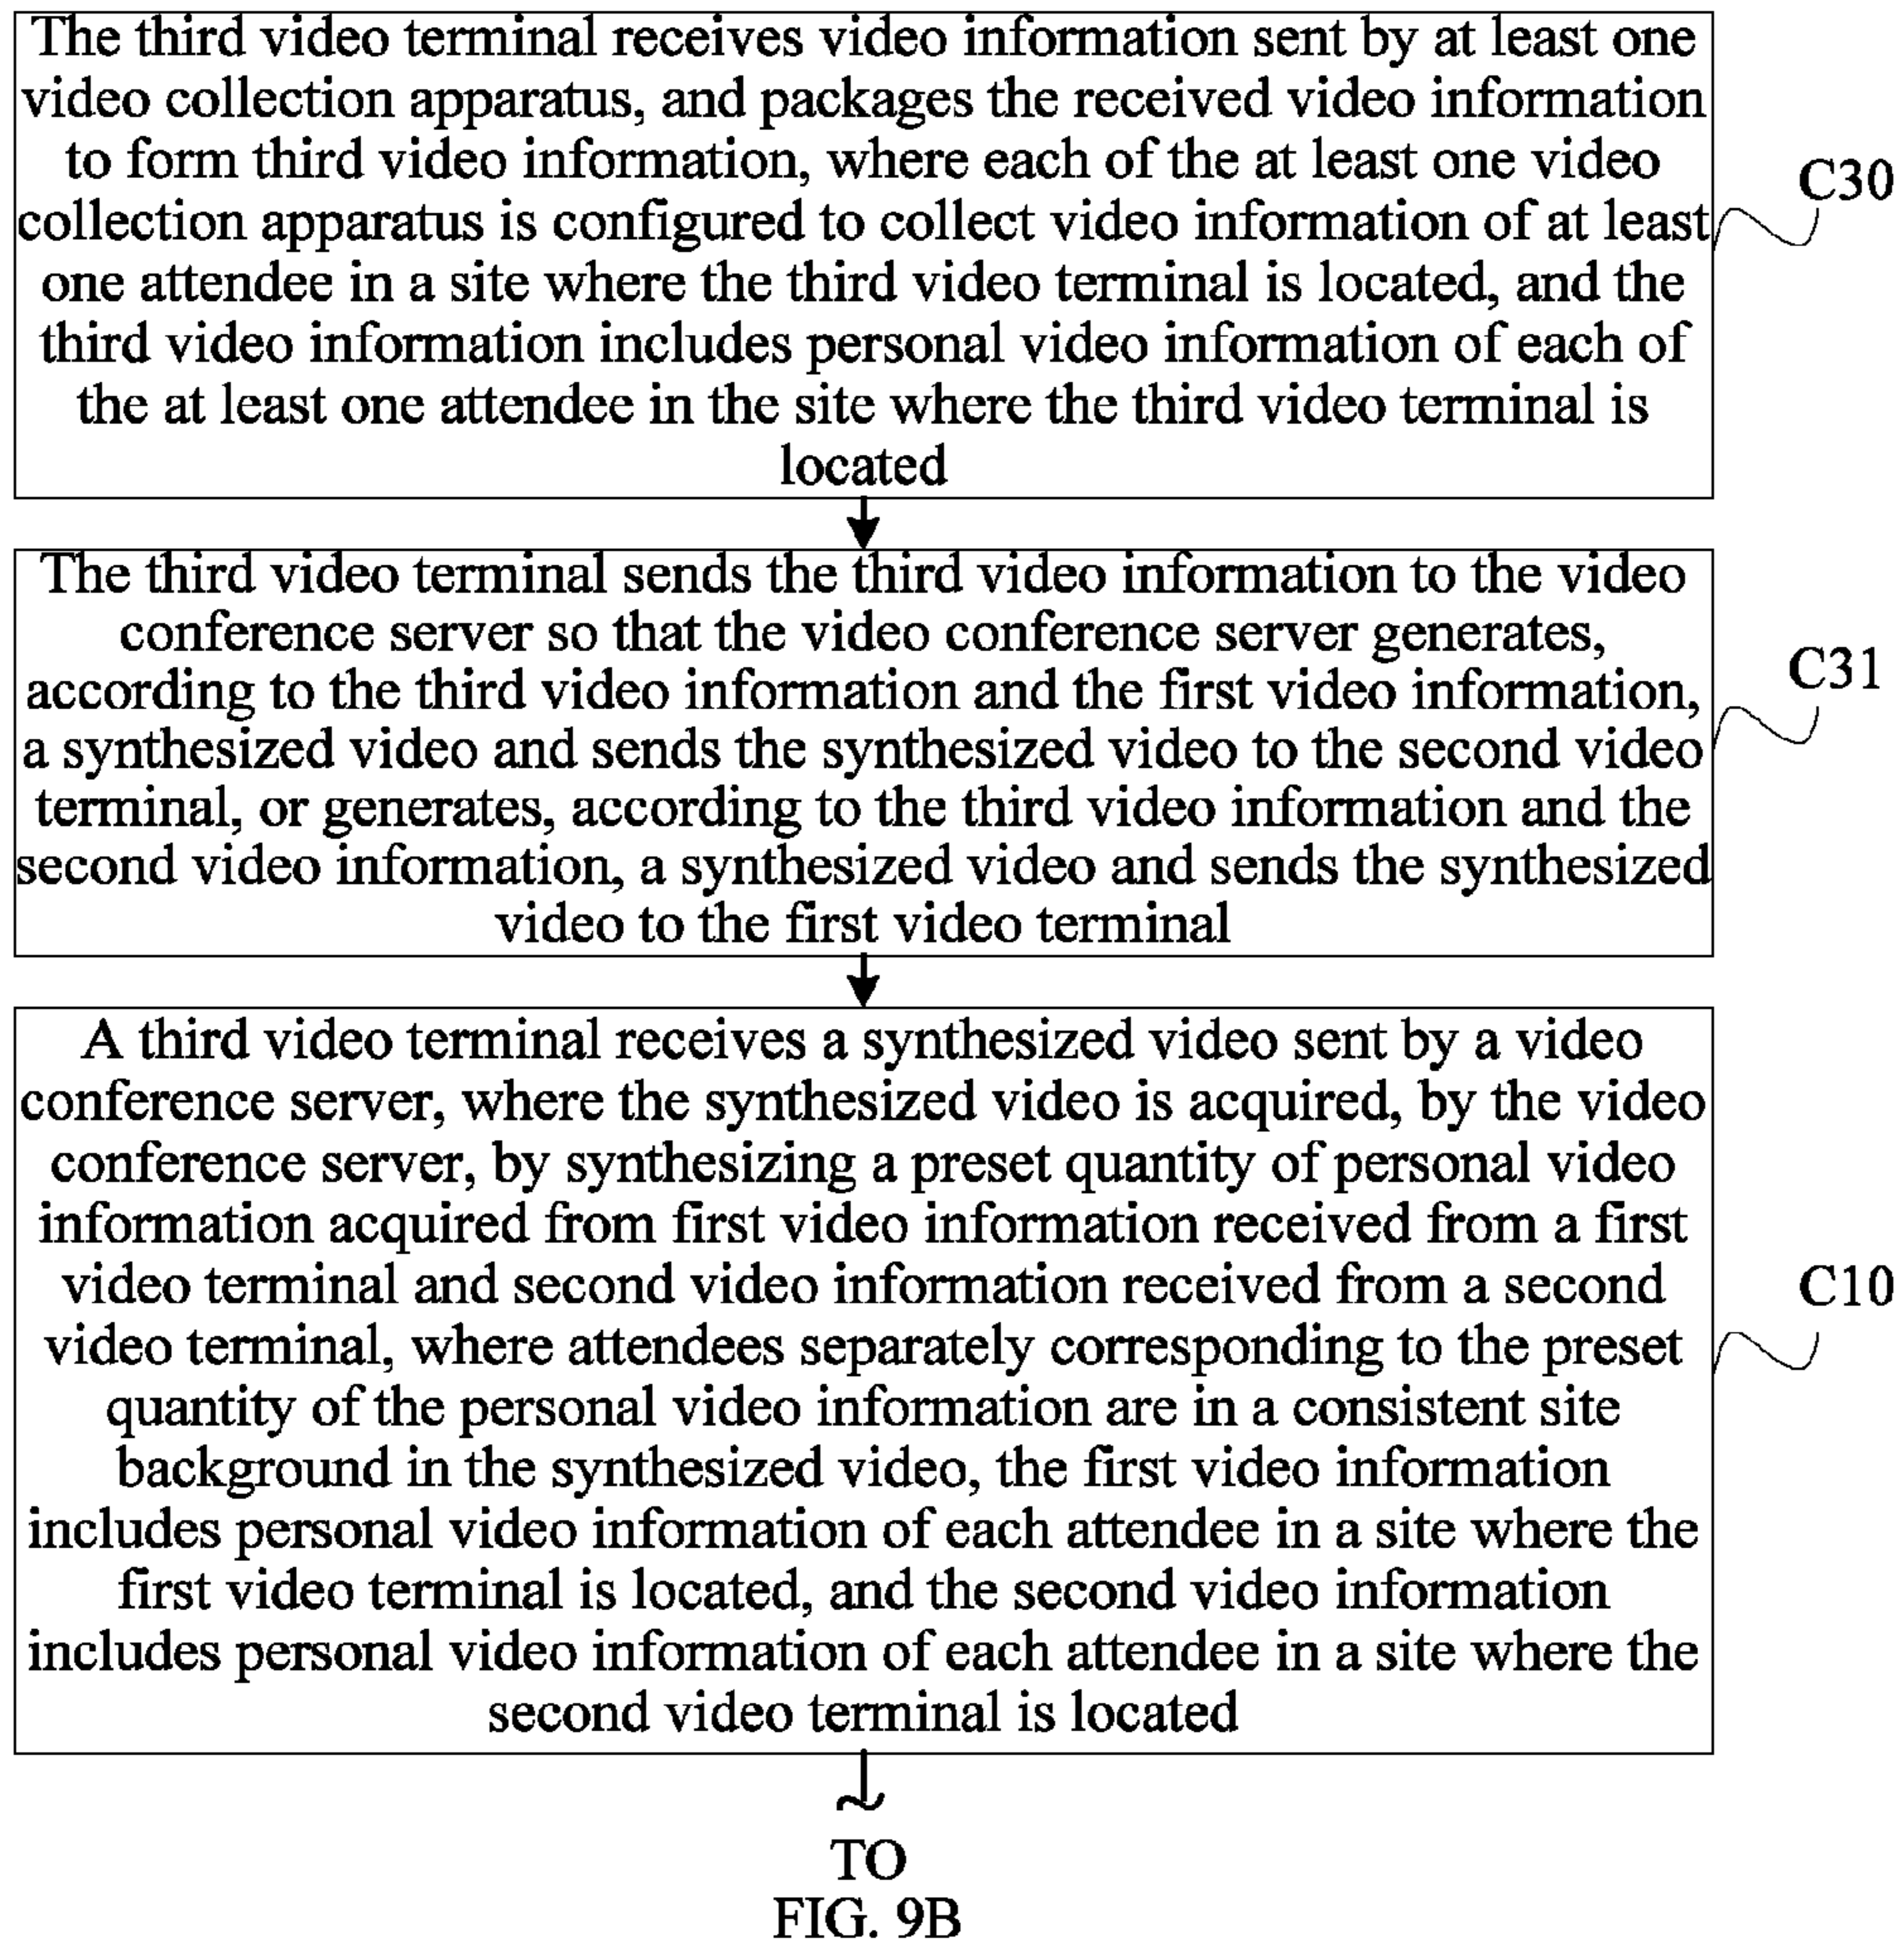 The third video terminal receives video information sent by at least one
video collection apparatus, and packages the received video information
to form third video information, where each of the at least one video
collection apparatus is configured to collect video information of at least
one attendee in a site where the third video terminal is located, and the
third video information includes personal video information of each of
the at least one attendee in the site where the third video terminal is
located
C30
The third video terminal sends the third video information to the video
conference server so that the video conference server generates,
according to the third video information and the first video information,
a synthesized video and sends the synthesized video to the second video
terminal, or generates, according to the third video information and the
second video information, a synthesized video and sends the synthesized
video to the first video terminal
C31
A third video terminal receives a synthesized video sent by a video
conference server, where the synthesized video is acquired, by the video
conference server, by synthesizing a preset quantity of personal video
information acquired from first video information received from a first
video terminal and second video information received from a second
video terminal, where attendees separately corresponding to the preset
quantity of the personal video information are in a consistent site
background in the synthesized video, the first video information
includes personal video information of each attendee in a site where the
first video terminal is located, and the second video information
includes personal video information of each attendee in a site where the
second video terminal is located
C10
TO
FIG. 9B